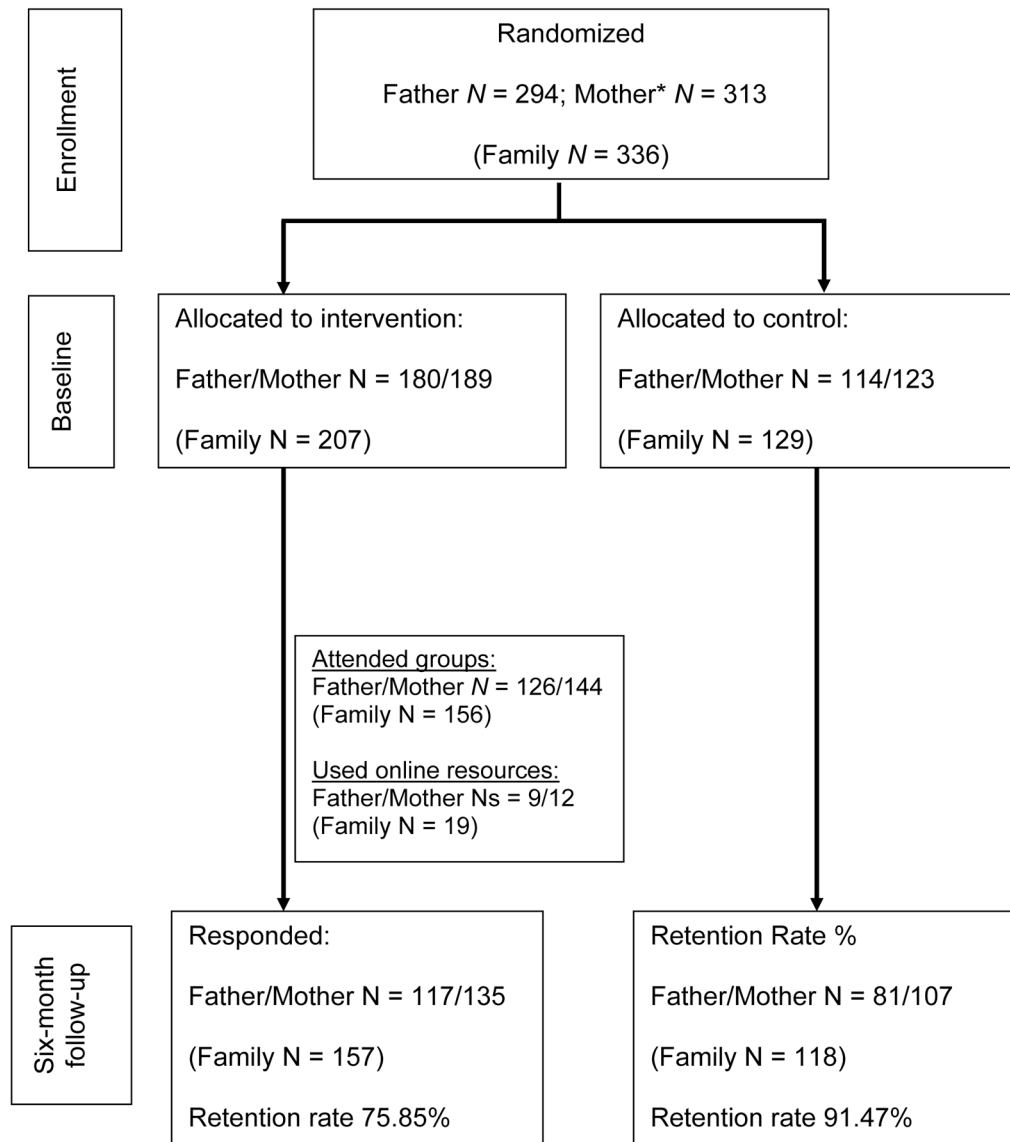 Enrollment
Randomized
Father N = 294; Mother* N = 313
(Family N = 336)
Baseline
Allocated to intervention:
Father/Mother N = 180/189
(Family N = 207)
Allocated to control:
Father/Mother N = 114/123
(Family N = 129)
Attended groups:
Father/Mother N = 126/144
(Family N = 156)
Used online resources:
Father/Mother Ns = 9/12
(Family N = 19)
Six-month
follow-up
Responded:
Father/Mother N = 117/135
(Family N = 157)
Retention rate 75.85%
Retention Rate %
Father/Mother N = 81/107
(Family N = 118)
Retention rate 91.47%